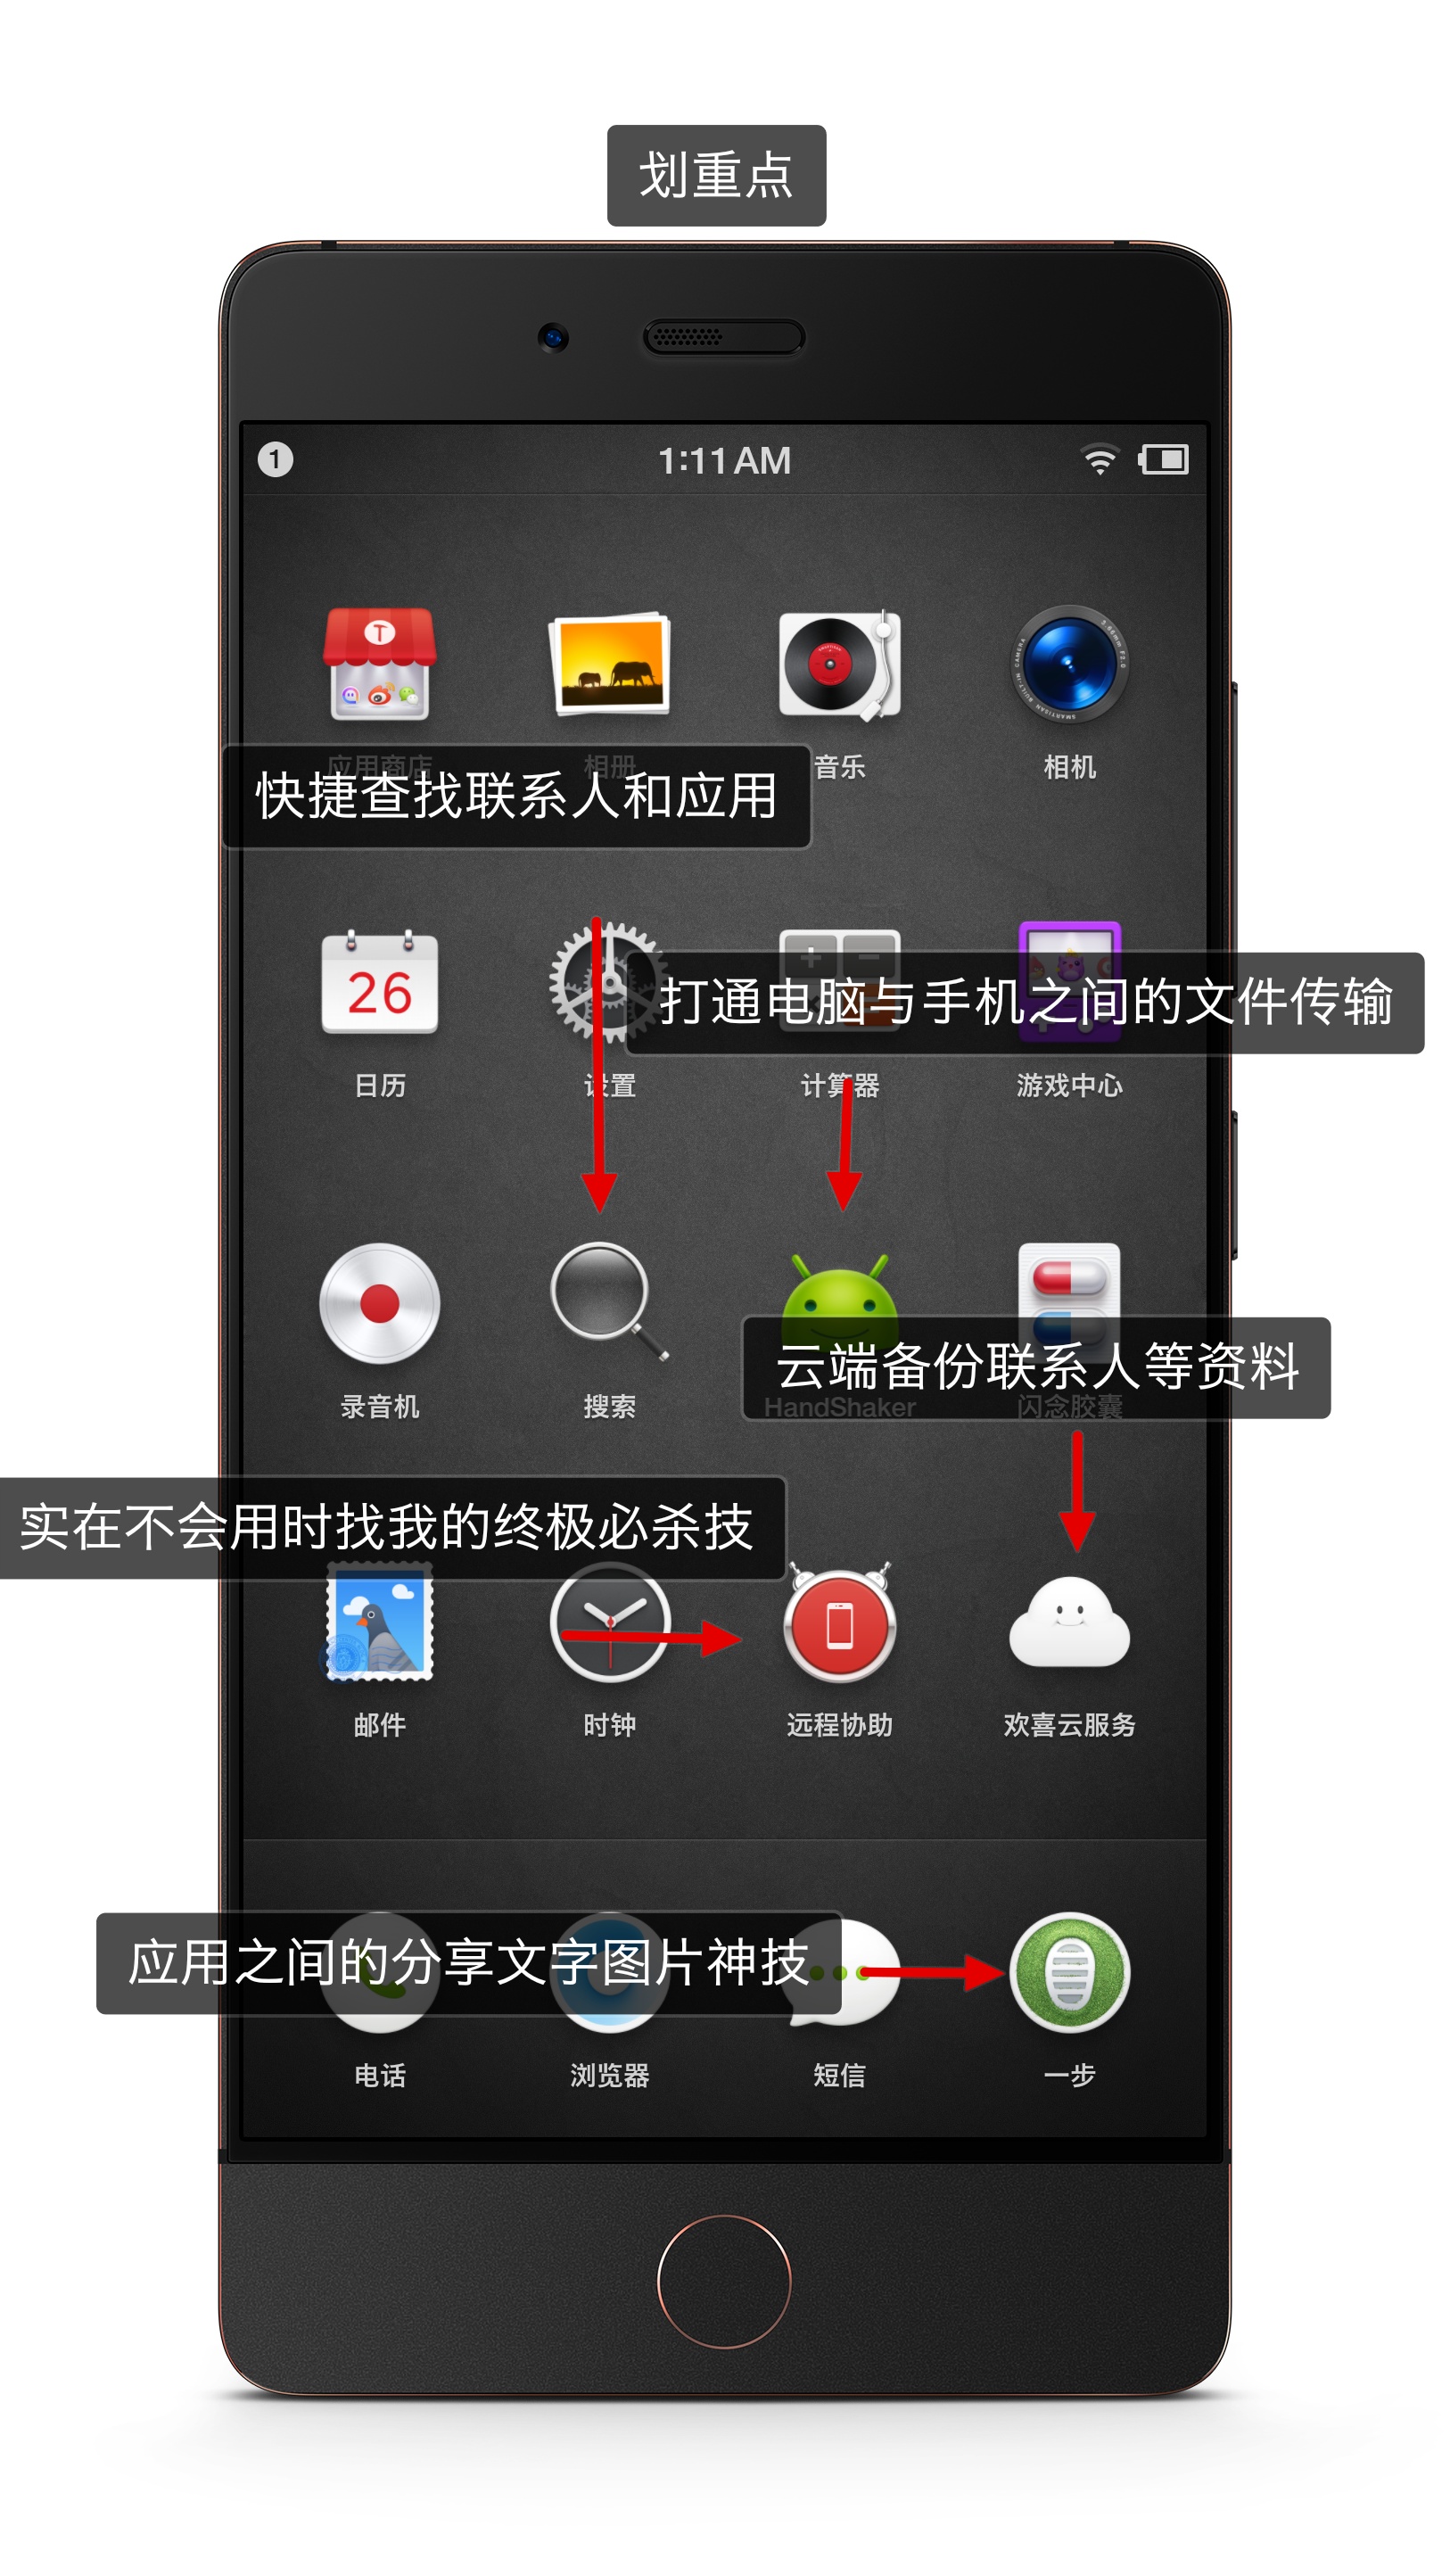 划重点
1
1:11 AM
T
应用商店
相册
音乐
相机
快捷查找联系人和应用
26
打通电脑与手机之间的文件传输
日历
设置
计算器
游戏中心
云端备份联系人等资料
录音机
搜索
HandShaker
闪念胶囊
实在不会用时找我的终极必杀技
邮件
时钟
远程协助
欢喜云服务
应用之间的分享文字图片神技
电话
浏览器
短信
一步